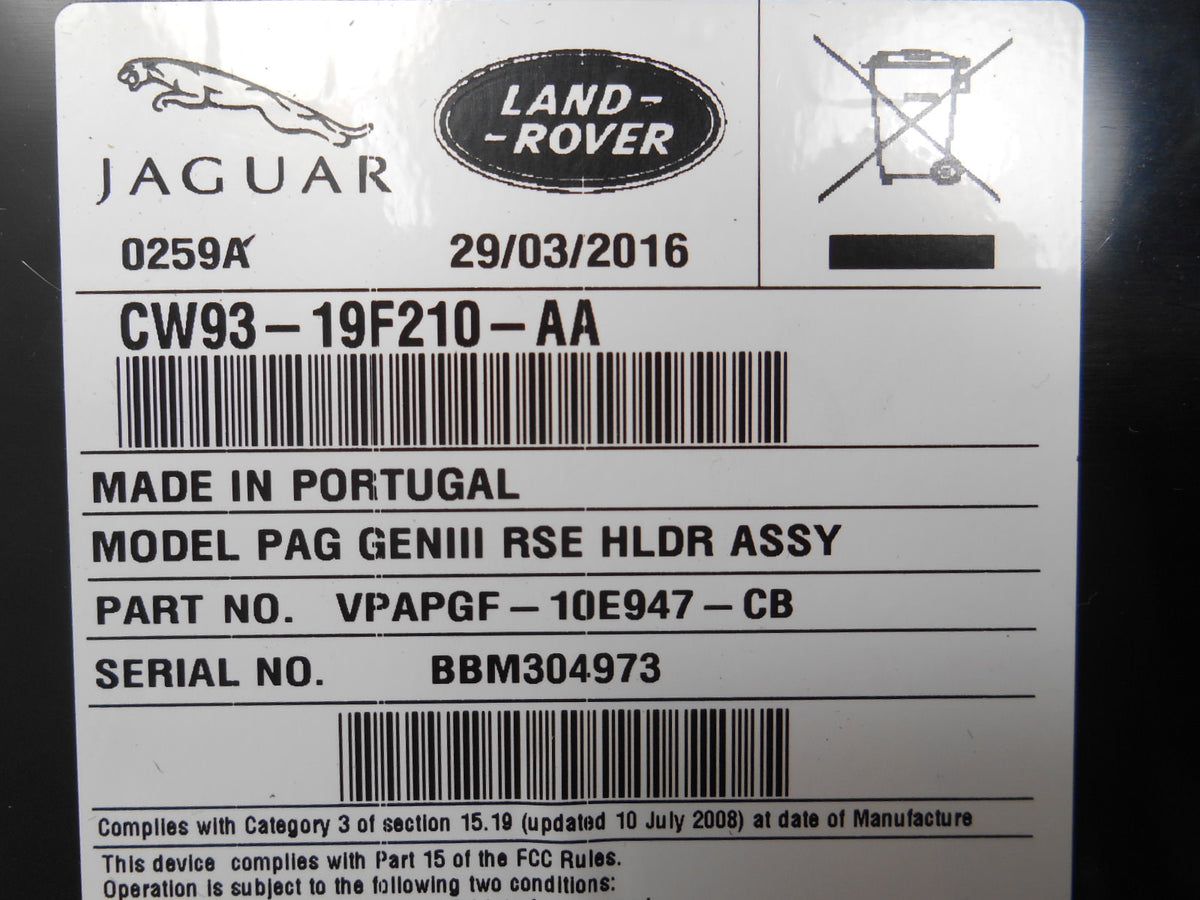 JAGUAR
LAND-
-ROVER
0259A 29/03/2016
CW93-19F210-AA
MADE IN PORTUGAL
MODEL PAG GENIII RSE HLDR ASSY
PART NO. VPAPGF-10E947-CB
SERIAL NO. BBM304973
Complies with Category 3 of section 15.19 (updated 10 July 2008) at date of Manufacture
This device complies with Part 15 of the FCC Rules.
Operation is subject to the following two conditions: